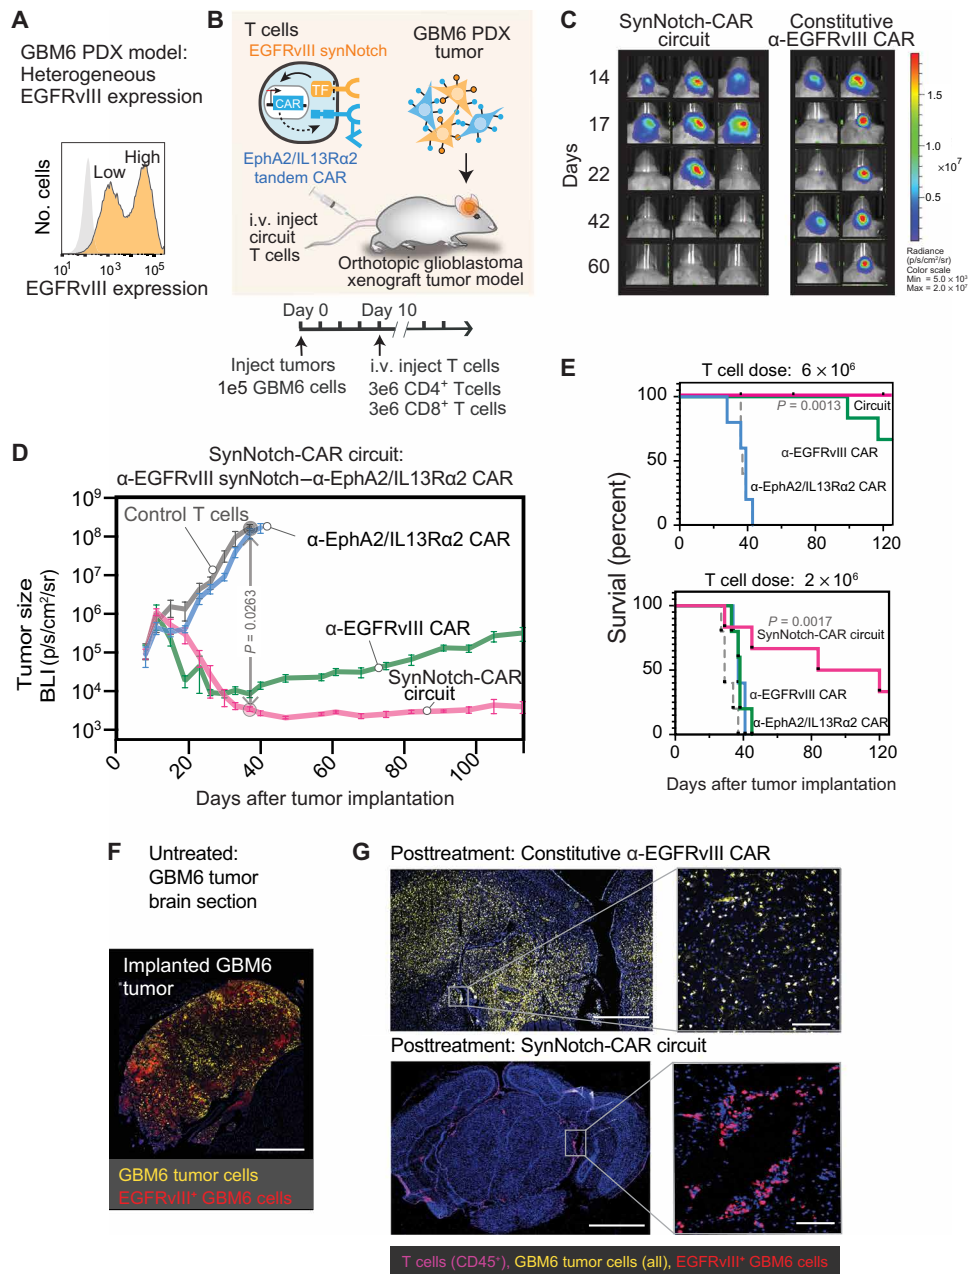 A
GBM6 PDX model:
Heterogeneous
EGFRvIII expression
No. cells
Low
High
10¹ 10³ 10⁵
EGFRvIII expression
B
T cells
EGFRvIII synNotch
TF
CAR
EphA2/IL13Rα2
tandem CAR
GBM6 PDX
tumor
i.v. inject
circuit
T cells
Orthotopic glioblastoma
xenograft tumor model
Day 0 Day 10
Inject tumors
1e5 GBM6 cells
i.v. inject T cells
3e6 CD4⁺ Tcells
3e6 CD8⁺ T cells
C
SynNotch-CAR
circuit
Constitutive
α-EGFRvIII CAR
Days
14
17
22
42
60
1.5
1.0
×10⁷
0.5
Radiance
(p/s/cm²/sr)
Color scale
Min = 5.0 × 10³
Max = 2.0 × 10⁷
D
SynNotch-CAR circuit:
α-EGFRvIII synNotch–α-EphA2/IL13Rα2 CAR
Tumor size
BLI (p/s/cm²/sr)
10⁹
10⁸
10⁷
10⁶
10⁵
10⁴
10³
Control T cells
α-EphA2/IL13Rα2 CAR
P = 0.0263
α-EGFRvIII CAR
SynNotch-CAR
circuit
0 20 40 60 80 100
Days after tumor implantation
E
T cell dose: 6 × 10⁶
100
50
0
P = 0.0013
Circuit
α-EGFRvIII CAR
α-EphA2/IL13Rα2 CAR
0 40 80 120
Survial (percent)
T cell dose: 2 × 10⁶
100
50
0
P = 0.0017
SynNotch-CAR circuit
α-EGFRvIII CAR
α-EphA2/IL13Rα2 CAR
0 40 80 120
Days after tumor implantation
F
Untreated:
GBM6 tumor
brain section
Implanted GBM6
tumor
GBM6 tumor cells
EGFRvIII⁺ GBM6 cells
G
Posttreatment: Constitutive α-EGFRvIII CAR
Posttreatment: SynNotch-CAR circuit
T cells (CD45⁺), GBM6 tumor cells (all), EGFRvIII⁺ GBM6 cells